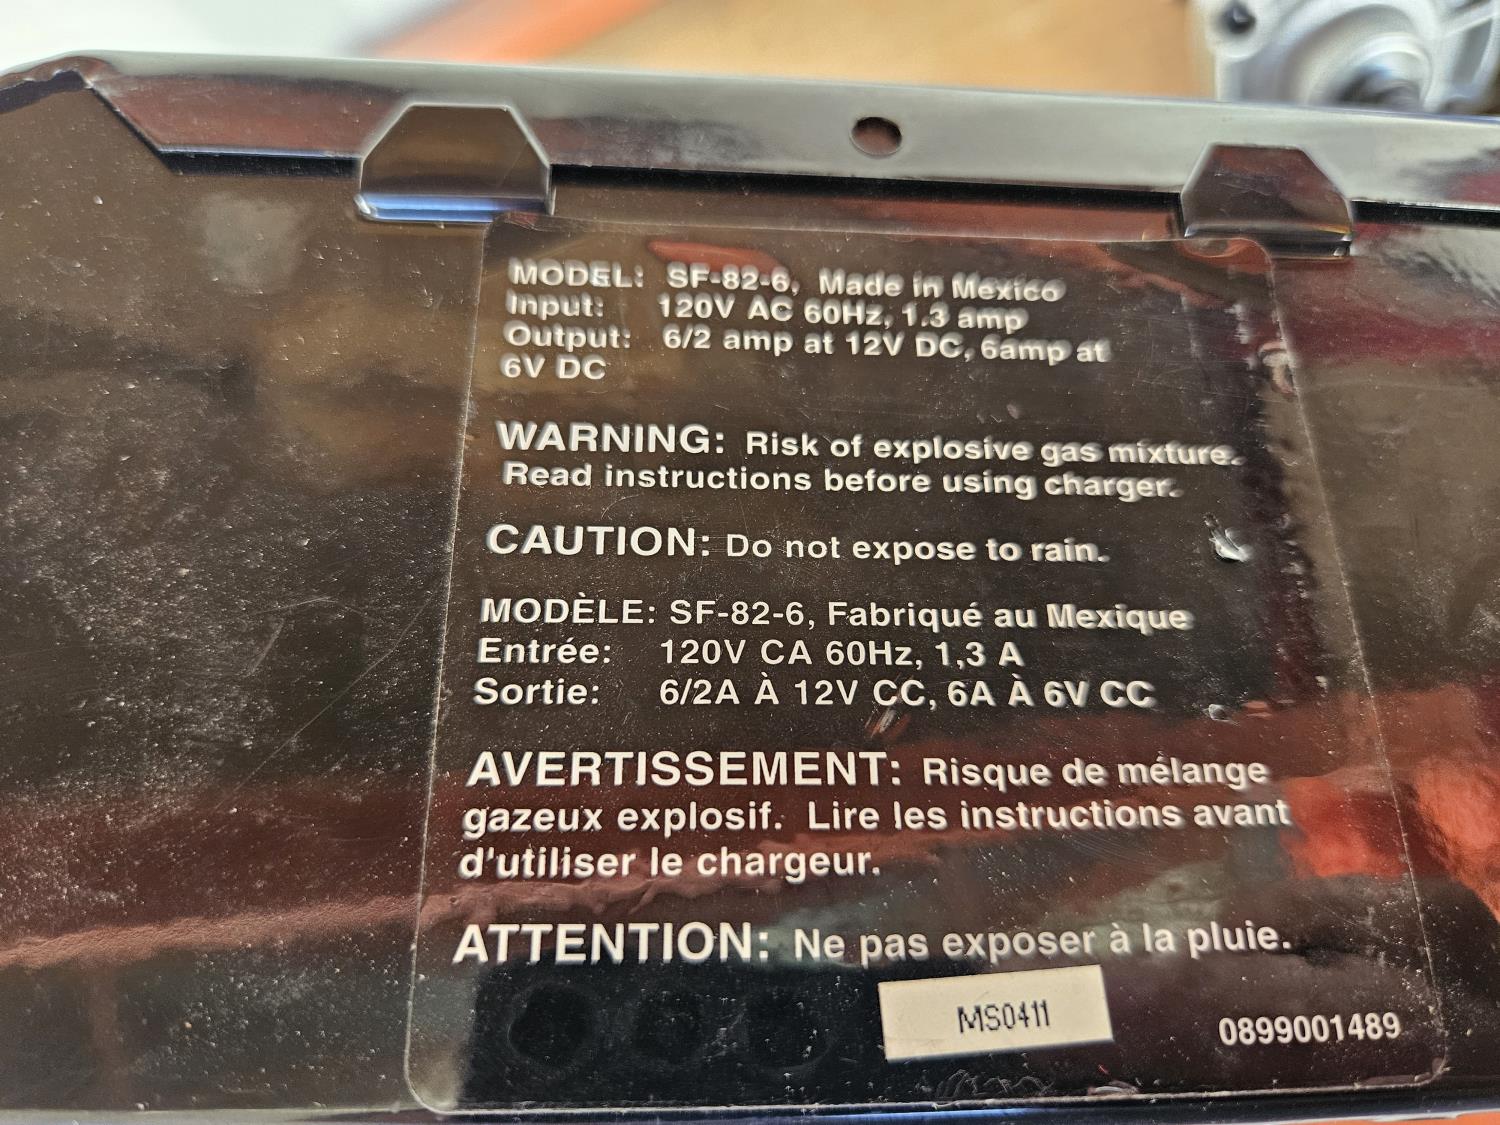 MODEL: SF-82-6, Made in Mexico
Input: 120V AC 60Hz, 1.3 amp
Output: 6/2 amp at 12V DC, 6amp at
6V DC
WARNING: Risk of explosive gas mixture.
Read instructions before using charger.
CAUTION: Do not expose to rain.
MODÈLE: SF-82-6, Fabriqué au Mexique
Entrée: 120V CA 60Hz, 1,3 A
Sortie: 6/2A À 12V CC, 6A À 6V CC
AVERTISSEMENT: Risque de mélange
gazeux explosif. Lire les instructions avant
d'utiliser le chargeur.
ATTENTION: Ne pas exposer à la pluie.
MS0411
0899001489